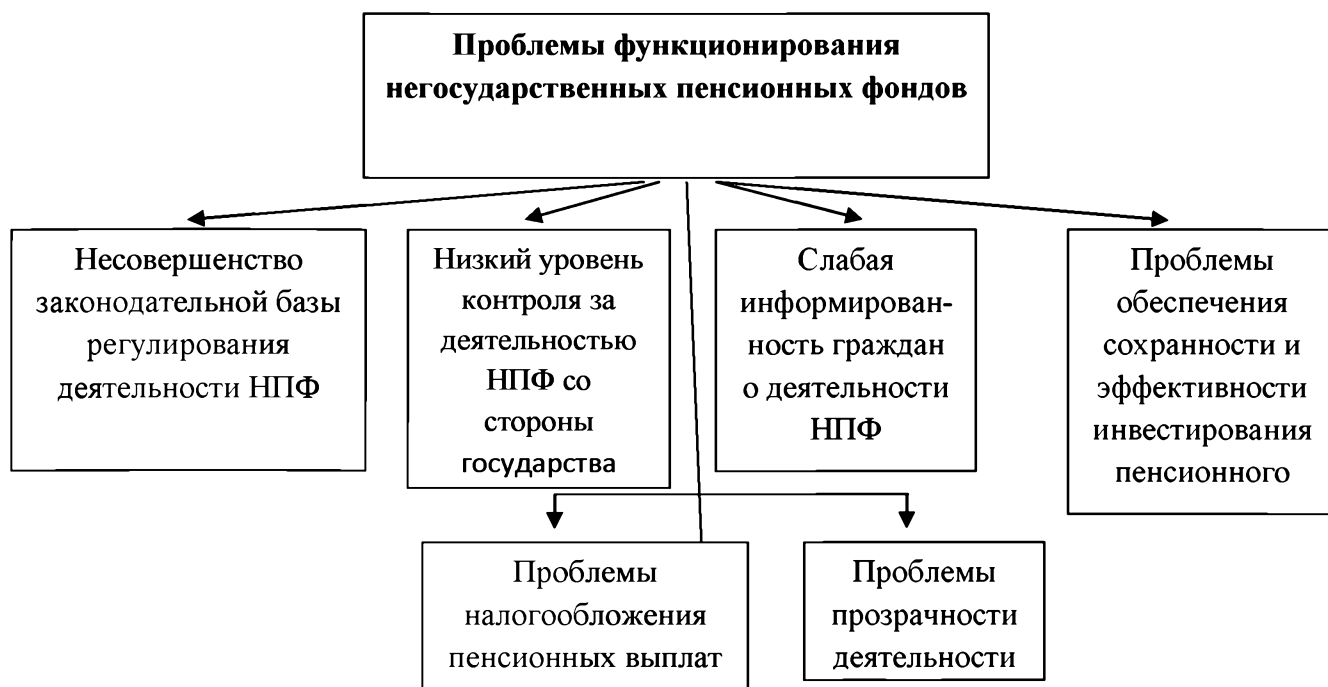 Проблемы функционирования
негосударственных пенсионных фондов
Несовершенство
законодательной базы
регулирования
деятельности НПФ
Низкий уровень
контроля за
деятельностью
НПФ со
стороны
государства
Слабая
информирован-
ность граждан
о деятельности
НПФ
Проблемы
обеспечения
сохранности и
эффективности
инвестирования
пенсионного
Проблемы
налогообложения
пенсионных выплат
Проблемы
прозрачности
деятельности